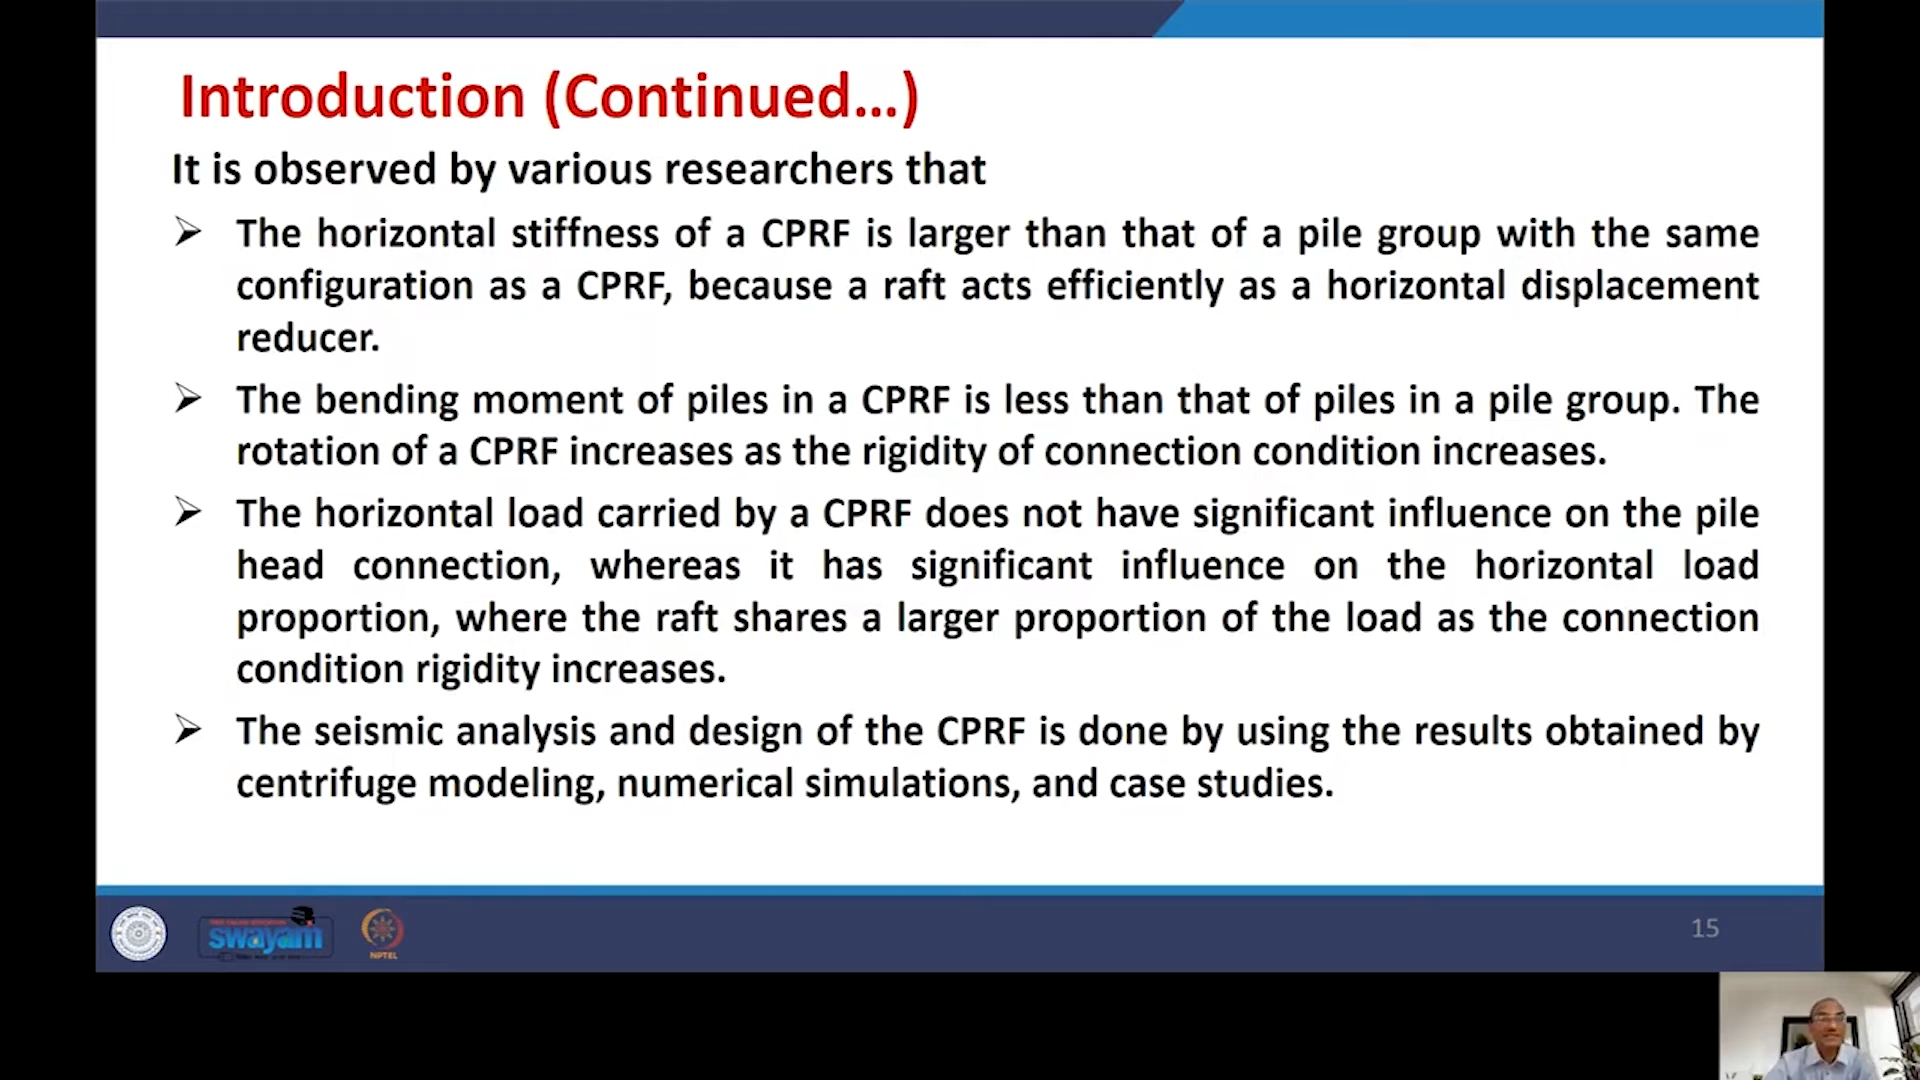 Introduction (Continued...)
It is observed by various researchers that
The horizontal stiffness of a CPRF is larger than that of a pile group with the same
configuration as a CPRF, because a raft acts efficiently as a horizontal displacement
reducer.
The bending moment of piles in a CPRF is less than that of piles in a pile group. The
rotation of a CPRF increases as the rigidity of connection condition increases.
The horizontal load carried by a CPRF does not have significant influence on the pile
head connection, whereas it has significant influence on the horizontal load
proportion, where the raft shares a larger proportion of the load as the connection
condition rigidity increases.
The seismic analysis and design of the CPRF is done by using the results obtained by
centrifuge modeling, numerical simulations, and case studies.
swayam
NPTEL
15